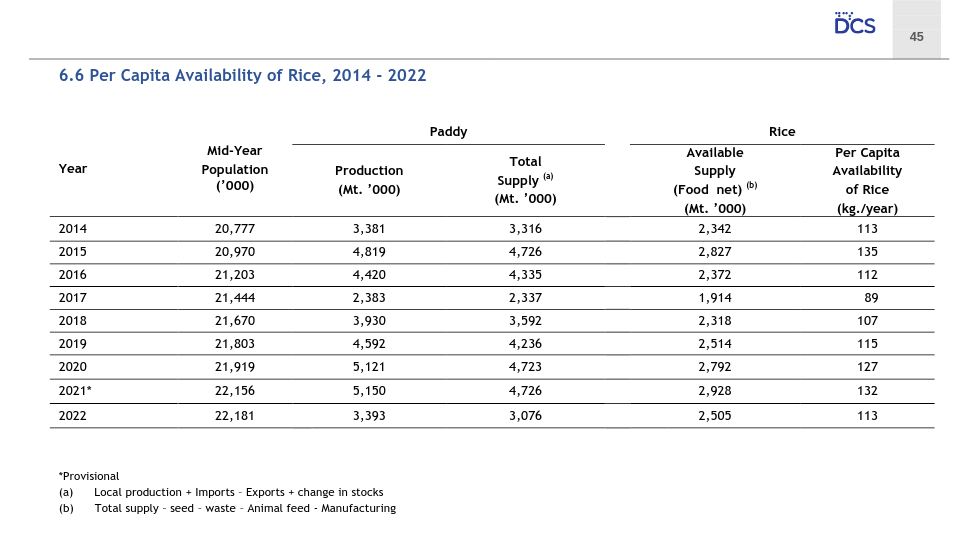 DCS
45
6.6 Per Capita Availability of Rice, 2014 - 2022
Paddy Rice
Year Mid-Year Population (’000) Production (Mt. ’000) Total Supply (a) (Mt. ’000) Available Supply (Food net) (b) (Mt. ’000) Per Capita Availability of Rice (kg./year)
2014 20,777 3,381 3,316 2,342 113
2015 20,970 4,819 4,726 2,827 135
2016 21,203 4,420 4,335 2,372 112
2017 21,444 2,383 2,337 1,914 89
2018 21,670 3,930 3,592 2,318 107
2019 21,803 4,592 4,236 2,514 115
2020 21,919 5,121 4,723 2,792 127
2021* 22,156 5,150 4,726 2,928 132
2022 22,181 3,393 3,076 2,505 113
*Provisional
(a) Local production + Imports – Exports + change in stocks
(b) Total supply – seed – waste – Animal feed - Manufacturing